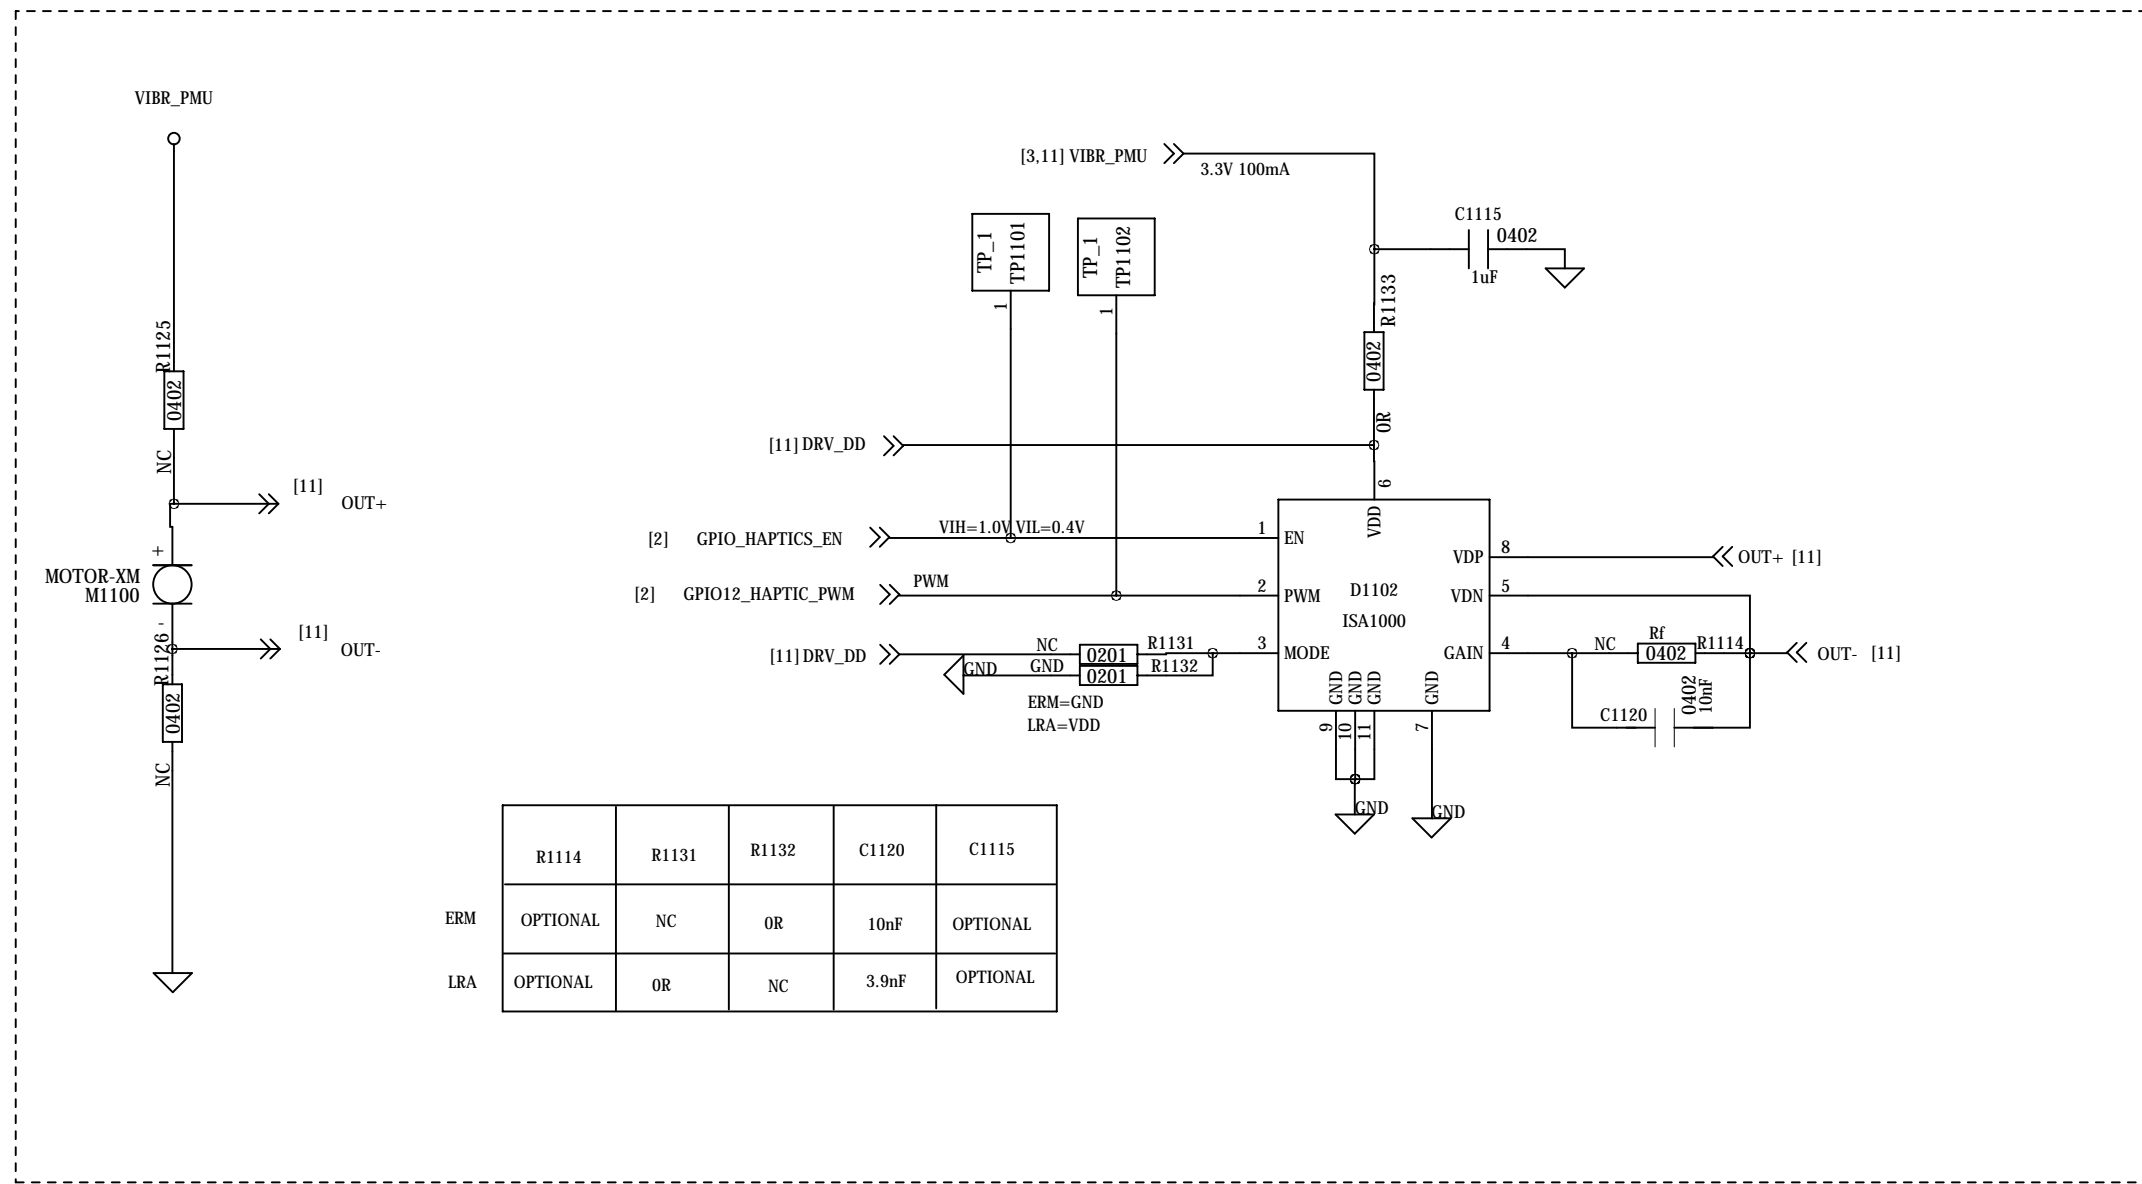 VIBR_PMU
R1125
0402
NC
[11]
OUT+
+
MOTOR-XM
M1100
-
[11]
OUT-
R1126
0402
NC
[3,11] VIBR_PMU
3.3V 100mA
TP_1
TP1101
1
TP_1
TP1102
1
C1115
0402
1uF
R1133
0402
0R
[11] DRV_DD
6
[2] GPIO_HAPTICS_EN
VIH=1.0V VIL=0.4V
1
EN
VDD
[2] GPIO12_HAPTIC_PWM
PWM
2
PWM
D1102
ISA1000
VDP
8
OUT+ [11]
VDN
5
[11] DRV_DD
NC
0201
R1131
3
MODE
GAIN
4
NC
Rf
0402
R1114
OUT- [11]
GND
GND
0201
R1132
ERM=GND
LRA=VDD
GND
GND
GND
GND
9
10
11
7
C1120
0402
10nF
GND
GND
R1114 R1131 R1132 C1120 C1115
ERM OPTIONAL NC 0R 10nF OPTIONAL
LRA OPTIONAL 0R NC 3.9nF OPTIONAL